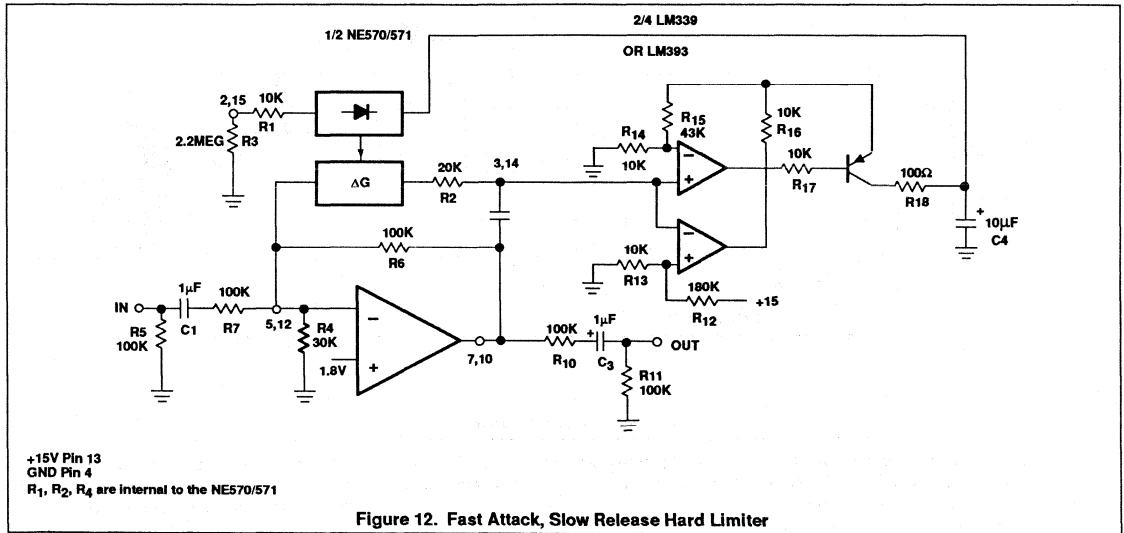 2/4 LM339
1/2 NE570/571
OR LM393
2,15
10K
R1
2.2MEG
R3
R14
10K
R15
43K
10K
R16
10K
R17
100Ω
R18
+
10µF
C4
ΔG
20K
R2
3,14
−
+
−
+
100K
R6
10K
R13
180K
R12
+15
IN
1µF
C1
100K
R7
5,12
R5
100K
R4
30K
−
+
1.8V
7,10
100K
R10
+
1µF
C3
OUT
R11
100K
+15V Pin 13
GND Pin 4
R1, R2, R4 are internal to the NE570/571
Figure 12. Fast Attack, Slow Release Hard Limiter